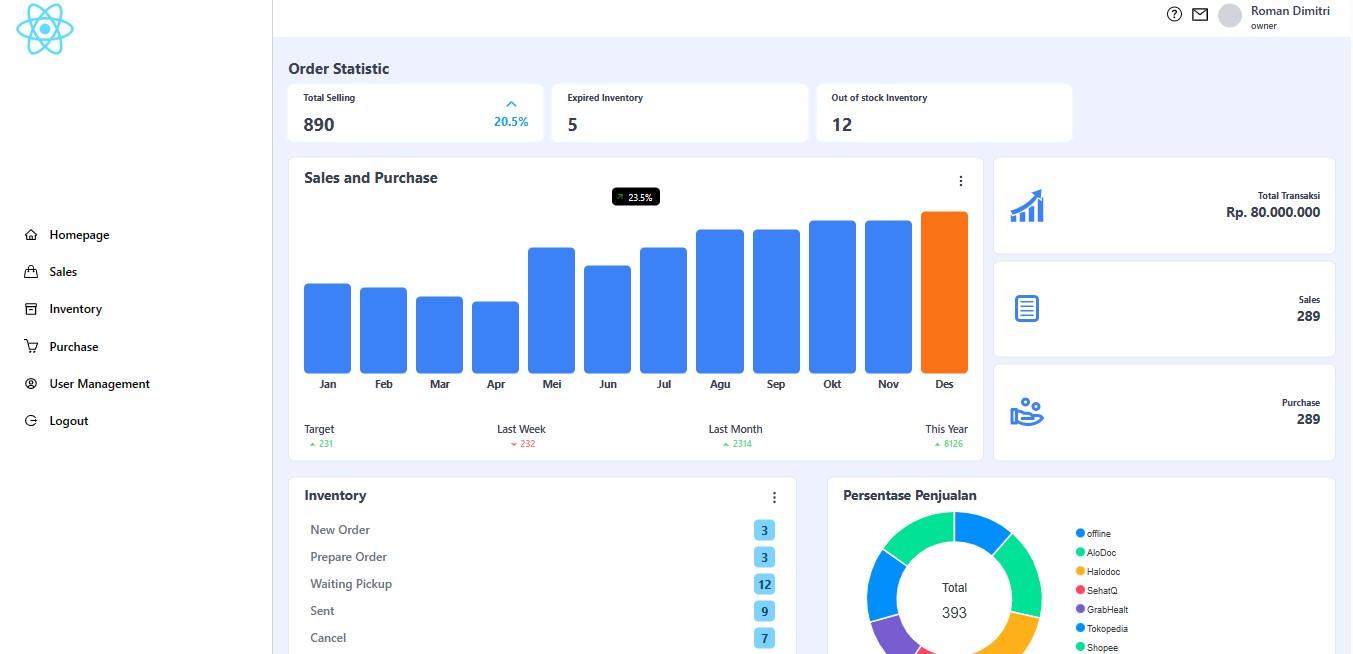 Roman Dimitri
owner
Homepage
Sales
Inventory
Purchase
User Management
Logout
Order Statistic
Total Selling
890
20.5%
Expired Inventory
5
Out of stock Inventory
12
Sales and Purchase
23.5%
Jan Feb Mar Apr Mei Jun Jul Agu Sep Okt Nov Des
Target Last Week Last Month This Year
231 232 2314 8126
Total Transaksi
Rp. 80.000.000
Sales
289
Purchase
289
Inventory
New Order 3
Prepare Order 3
Waiting Pickup 12
Sent 9
Cancel 7
Persentase Penjualan
Total
393
offline
AloDoc
Halodoc
SehatQ
GrabHealt
Tokopedia
Shopee